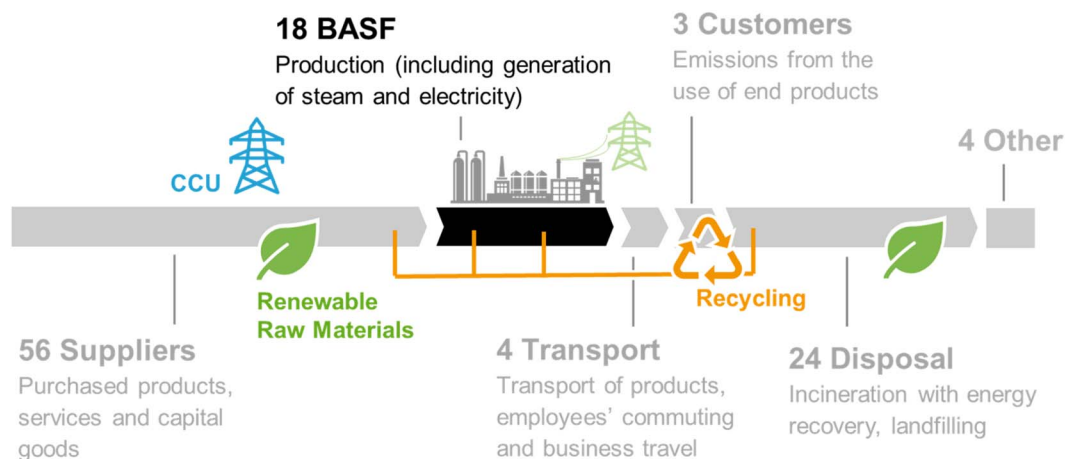 18 BASF
Production (including generation
of steam and electricity)
3 Customers
Emissions from the
use of end products
4 Other
CCU
Renewable
Raw Materials
Recycling
56 Suppliers
Purchased products,
services and capital
goods
4 Transport
Transport of products,
employees’ commuting
and business travel
24 Disposal
Incineration with energy
recovery, landfilling